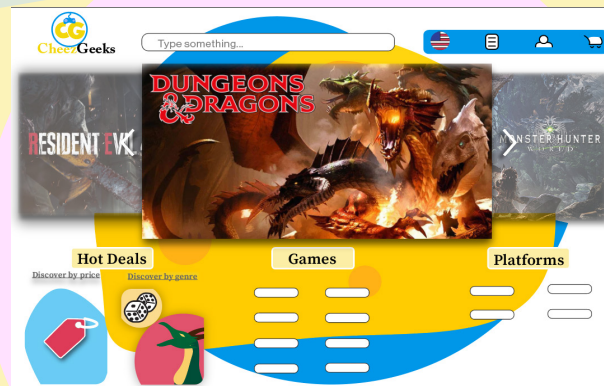 CG
CheezGeeks
Type something...
RESIDENT EVIL
DUNGEONS
& DRAGONS
MONSTER HUNTER
WORLD
Hot Deals
Games
Platforms
Discover by price
Discover by genre